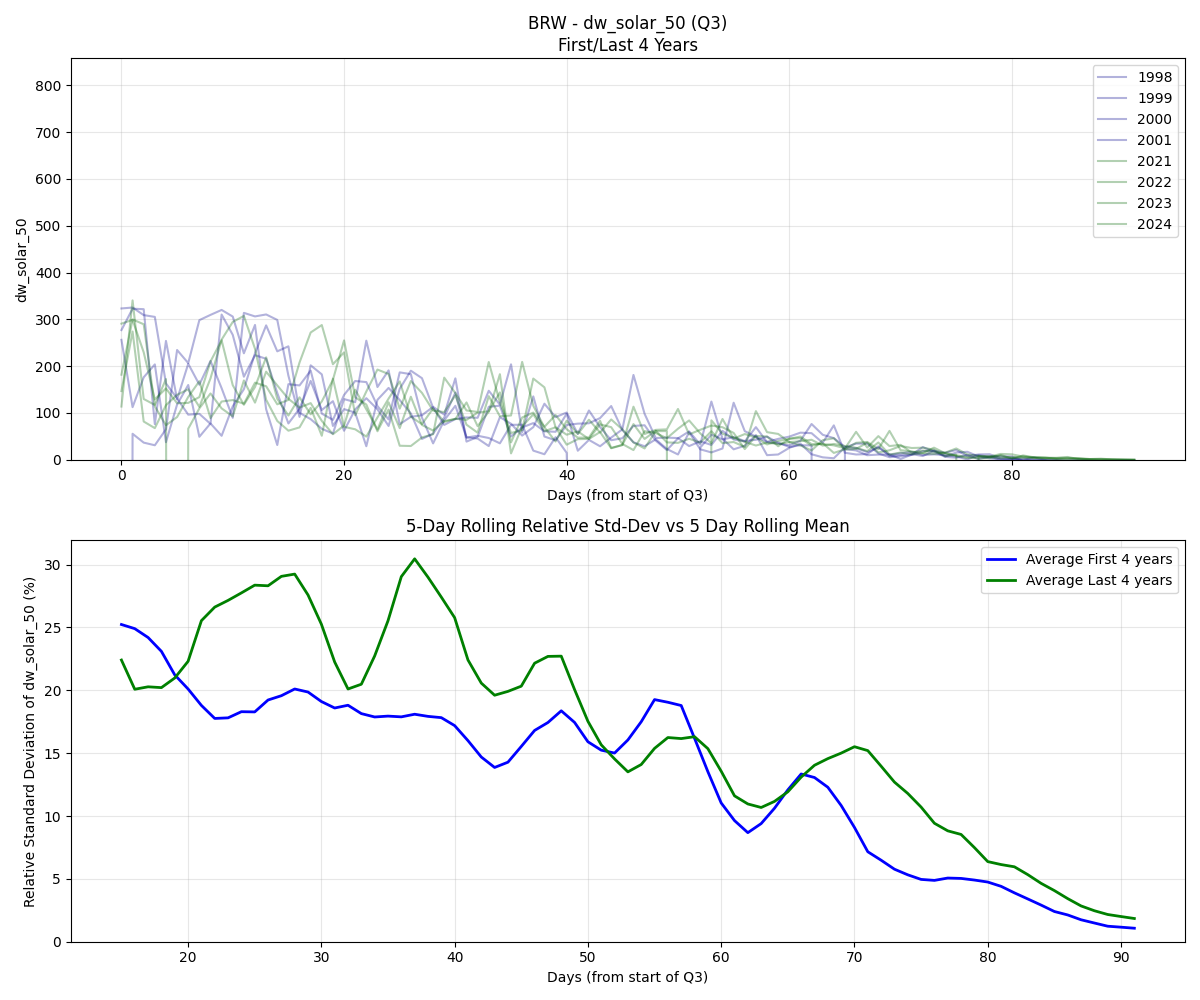 BRW - dw_solar_50 (Q3)
First/Last 4 Years
dw_solar_50
800
700
600
500
400
300
200
100
0
1998
1999
2000
2001
2021
2022
2023
2024
0 20 40 60 80
Days (from start of Q3)
5-Day Rolling Relative Std-Dev vs 5 Day Rolling Mean
Relative Standard Deviation of dw_solar_50 (%)
30
25
20
15
10
5
0
Average First 4 years
Average Last 4 years
20 30 40 50 60 70 80 90
Days (from start of Q3)